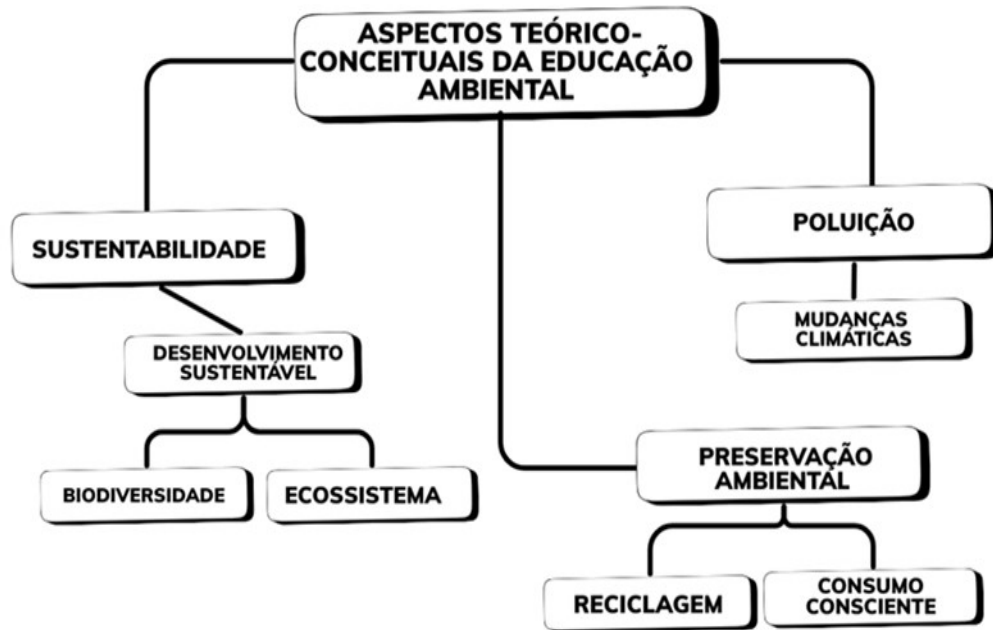 ASPECTOS TEÓRICO-
CONCEITUAIS DA EDUCAÇÃO
AMBIENTAL
SUSTENTABILIDADE
DESENVOLVIMENTO
SUSTENTÁVEL
BIODIVERSIDADE
ECOSSISTEMA
POLUIÇÃO
MUDANÇAS
CLIMÁTICAS
PRESERVAÇÃO
AMBIENTAL
RECICLAGEM
CONSUMO
CONSCIENTE